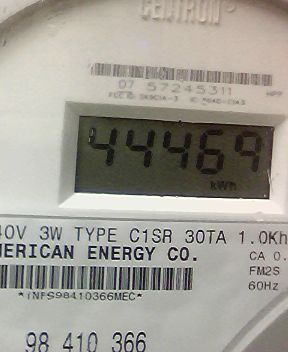 CENTRON
07 57245311
44469
kWh
40V 3W TYPE C1SR 30TA 1.0Kh
MERICAN ENERGY CO.
CA 0.
FM2S
60Hz
*INFS98410366MEC*
98 410 366